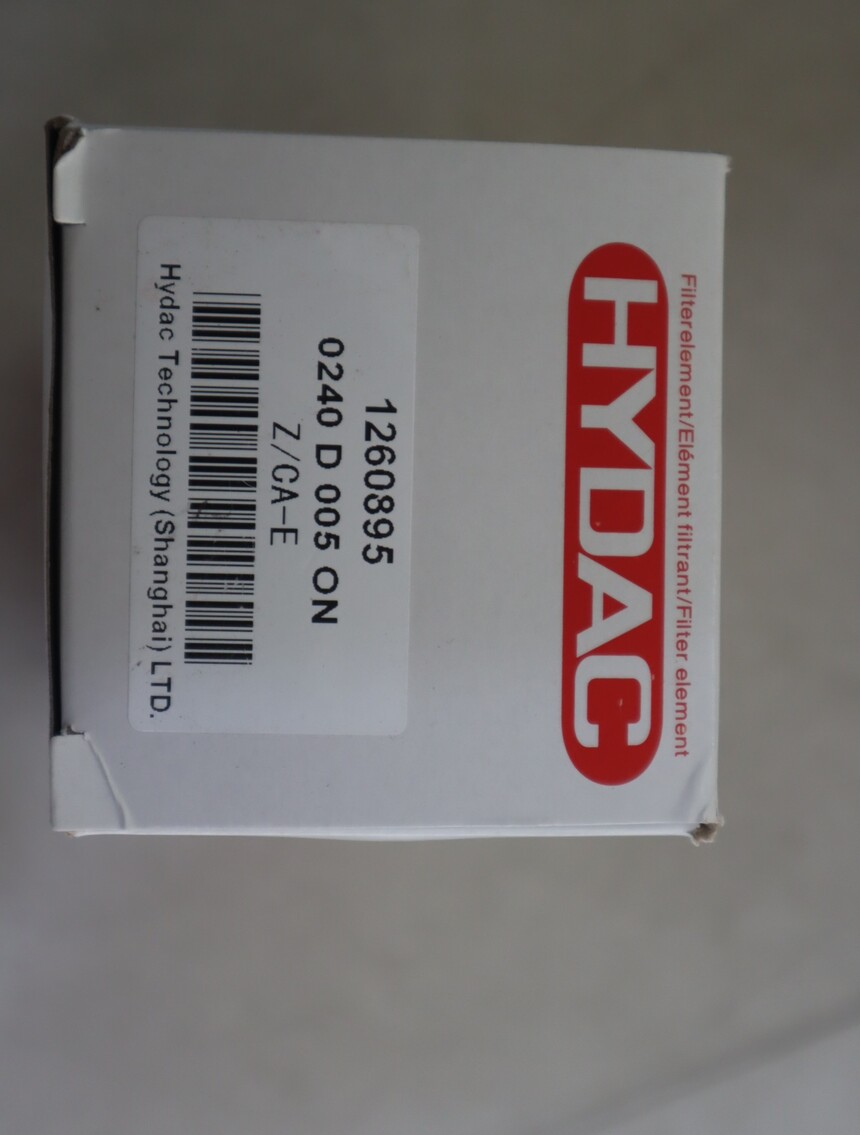 Filterelement/Elément filtrant/Filter element
HYDAC
1260895
0240 D 005 ON
Z/CA-E
Hydac Technology (Shanghai) LTD.